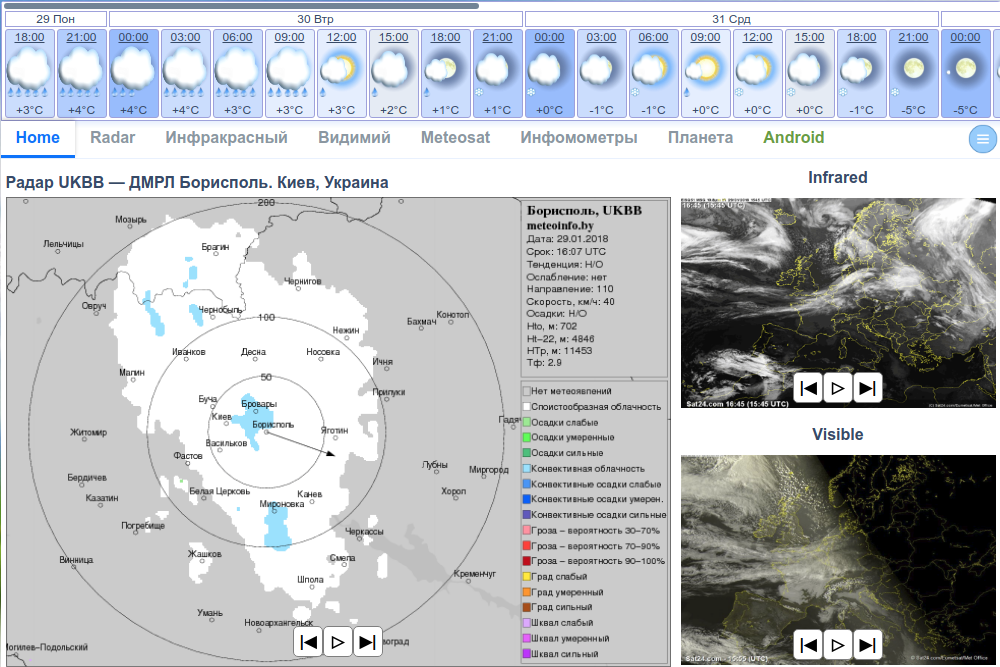 29 Пон 30 Втр 31 Срд
18:00 21:00 00:00 03:00 06:00 09:00 12:00 15:00 18:00 21:00 00:00 03:00 06:00 09:00 12:00 15:00 18:00 21:00 00:00
+3°C +4°C +4°C +4°C +3°C +3°C +3°C +2°C +1°C +1°C +0°C -1°C -1°C +0°C +0°C +0°C -1°C -5°C -5°C
Home Radar Инфракрасный Видимий Meteosat Инфомометры Планета Android
Радар UKBB — ДМРЛ Борисполь. Киев, Украина
200
100
50
Мозырь
Лельчицы
Брагин
Чернигов
Овруч
Чернобыль
Конотоп
Бахмач
Нежин
Иванков
Десна
Носовка
Ичня
Малин
Прилуки
Буча
Бровары
Киев
Борисполь
Яготин
Гадя
Житомир
Васильков
Фастов
Лубны
Миргород
Бердичев
Белая Церковь
Канев
Хорол
Казатин
Мироновка
Погребище
Черкассы
Винница
Жашков
Смела
Кременчуг
Шпола
Умань
Новоархангельск
воград
Могилев-Подольский
Борисполь, UKBB
meteoinfo.by
Дата: 29.01.2018
Срок: 16:07 UTC
Тенденция: Н/О
Ослабление: нет
Направление: 110
Скорость, км/ч: 40
Осадки: Н/О
Hto, м: 702
Ht-22, м: 4846
HTp, м: 11453
Тф: 2.9
Нет метеоявлений
Слоистообразная облачность
Осадки слабые
Осадки умеренные
Осадки сильные
Конвективная облачность
Конвективные осадки слабые
Конвективные осадки умерен.
Конвективные осадки сильные
Гроза – вероятность 30-70%
Гроза – вероятность 70-90%
Гроза – вероятность 90-100%
Град слабый
Град умеренный
Град сильный
Шквал слабый
Шквал умеренный
Шквал сильный
Infrared
16:45 (15:45 UTC)
Sat24.com 16:45 (15:45 UTC)
Visible